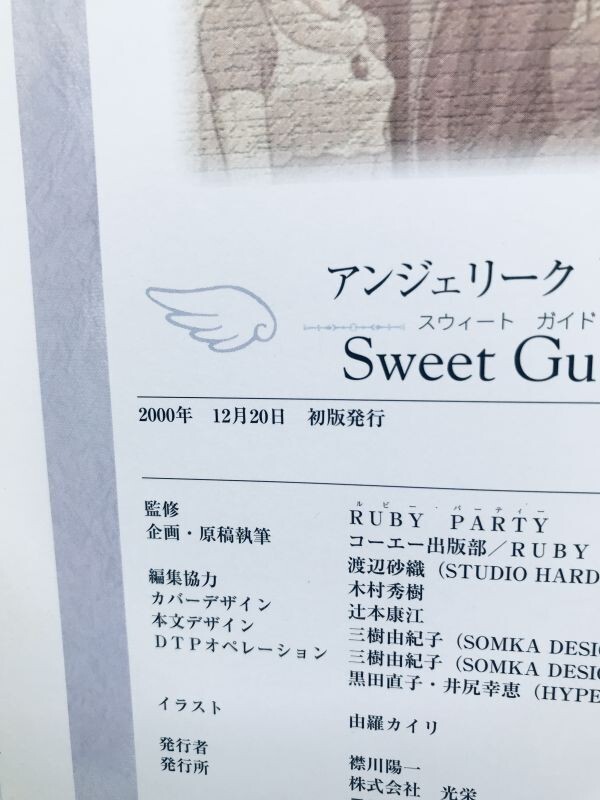 アンジェリーク
スウィート ガイド
Sweet Gu
2000年 12月20日 初版発行
監修 RUBY PARTY
ルビー・パーティー
企画・原稿執筆 コーエー出版部／RUBY
渡辺砂織（STUDIO HARD
編集協力 木村秀樹
カバーデザイン 辻本康江
本文デザイン 三樹由紀子（SOMKA DESI
DTPオペレーション 三樹由紀子（SOMKA DESI
黒田直子・井尻幸恵（HYPE
イラスト 由羅カイリ
発行者 襟川陽一
発行所 株式会社 光栄